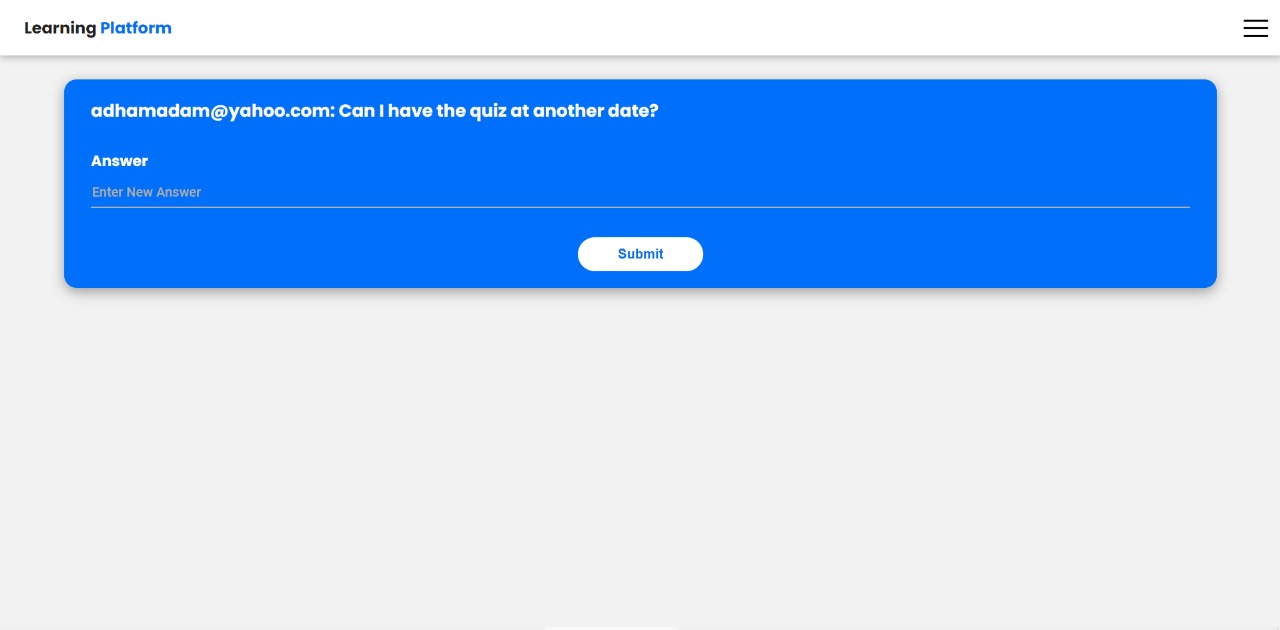 Learning Platform
adhamadam@yahoo.com: Can I have the quiz at another date?
Answer
Enter New Answer
Submit